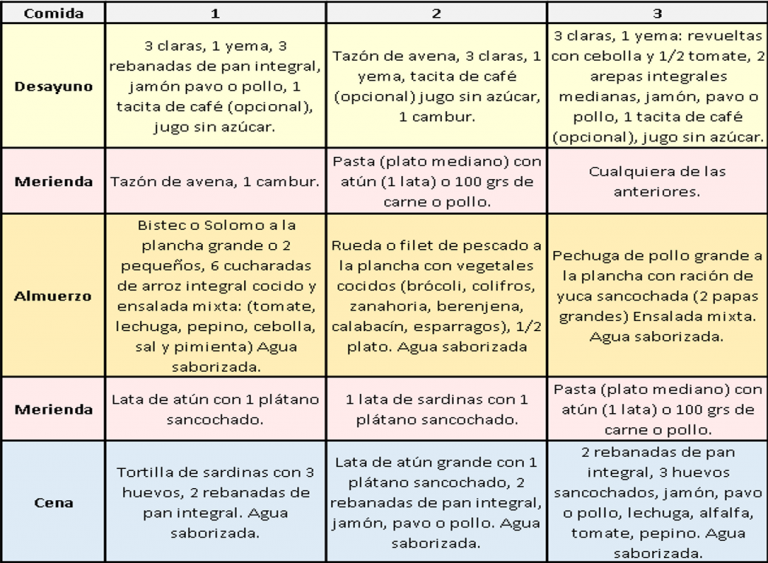 Comida
1
2
3
Desayuno
3 claras, 1 yema, 3
rebanadas de pan integral,
jamón pavo o pollo, 1
tacita de café (opcional),
jugo sin azúcar.
Tazón de avena, 3 claras, 1
yema, tacita de café
(opcional) jugo sin azúcar,
1 cambur.
3 claras, 1 yema: revueltas
con cebolla y 1/2 tomate, 2
arepas integrales
medianas, jamón, pavo o
pollo, 1 tacita de café
(opcional), jugo sin azúcar.
Merienda
Tazón de avena, 1 cambur.
Pasta (plato mediano) con
atún (1 lata) o 100 grs de
carne o pollo.
Cualquiera de las
anteriores.
Almuerzo
Bistec o Solomo a la
plancha grande o 2
pequeños, 6 cucharadas
de arroz integral cocido y
ensalada mixta: (tomate,
lechuga, pepino, cebolla,
sal y pimienta) Agua
saborizada.
Rueda o filet de pescado a
la plancha con vegetales
cocidos (brócoli, colifros,
zanahoria, berenjena,
calabacín, esparragos), 1/2
plato. Agua saborizada
Pechuga de pollo grande a
la plancha con ración de
yuca sancochada (2 papas
grandes) Ensalada mixta.
Agua saborizada.
Merienda
Lata de atún con 1 plátano
sancochado.
1 lata de sardinas con 1
plátano sancochado.
Pasta (plato mediano) con
atún (1 lata) o 100 grs de
carne o pollo.
Cena
Tortilla de sardinas con 3
huevos, 2 rebanadas de
pan integral. Agua
saborizada.
Lata de atún grande con 1
plátano sancochado, 2
rebanadas de pan integral,
jamón, pavo o pollo. Agua
saborizada.
2 rebanadas de pan
integral, 3 huevos
sancochados, jamón, pavo
o pollo, lechuga, alfalfa,
tomate, pepino. Agua
saborizada.